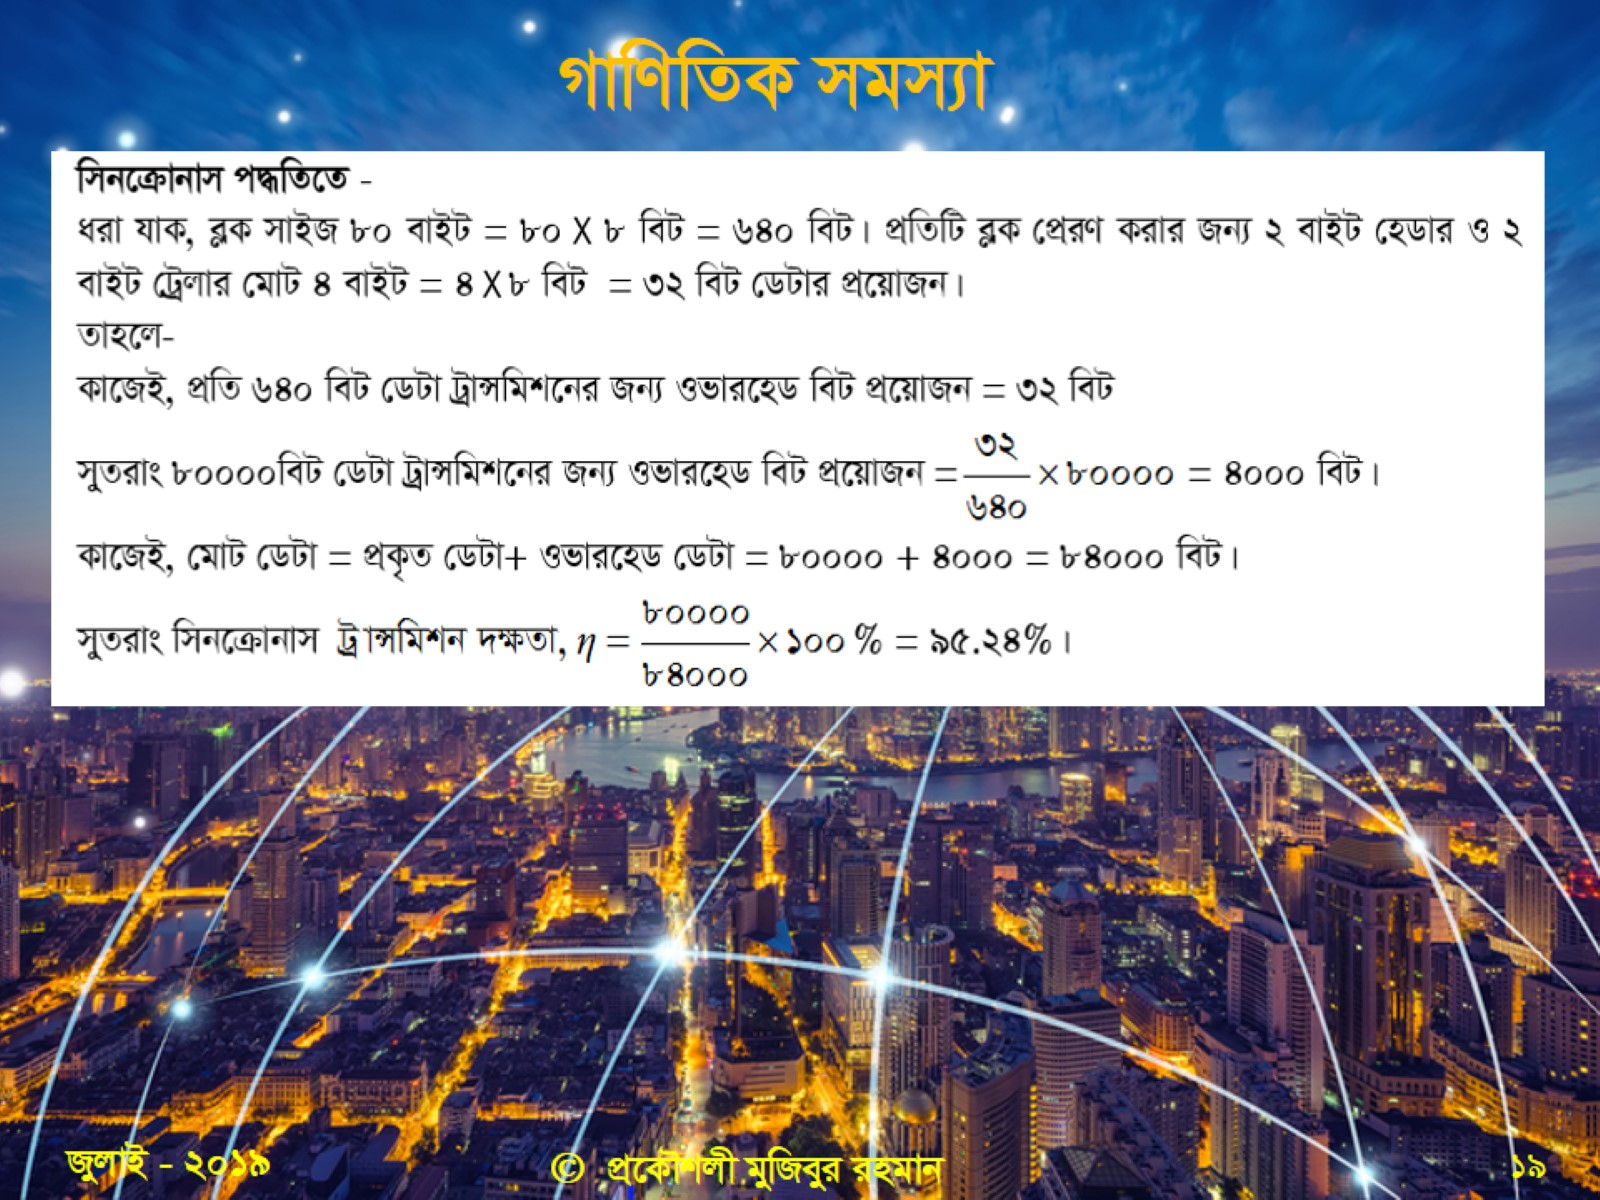 গাণিতিক সমস্যা
সিনক্রোনাস পদ্ধতিতে -
ধরা যাক, ব্লক সাইজ ৮০ বাইট = ৮০ X ৮ বিট = ৬৪০ বিট। প্রতিটি ব্লক প্রেরণ করার জন্য ২ বাইট হেডার ও ২
বাইট ট্রেলার মোট ৪ বাইট = ৪ X ৮ বিট = ৩২ বিট ডেটার প্রয়োজন।
তাহলে-
কাজেই, প্রতি ৬৪০ বিট ডেটা ট্রান্সমিশনের জন্য ওভারহেড বিট প্রয়োজন = ৩২ বিট
সুতরাং ৮০০০০বিট ডেটা ট্রান্সমিশনের জন্য ওভারহেড বিট প্রয়োজন = ৩২/৬৪০ × ৮০০০০ = ৪০০০ বিট।
কাজেই, মোট ডেটা = প্রকৃত ডেটা+ ওভারহেড ডেটা = ৮০০০০ + ৪০০০ = ৮৪০০০ বিট।
সুতরাং সিনক্রোনাস ট্রান্সমিশন দক্ষতা, η = ৮০০০০/৮৪০০০ × ১০০ % = ৯৫.২৪%।
জুলাই - ২০১৯
© প্রকৌশলী মুজিবুর রহমান
১৯